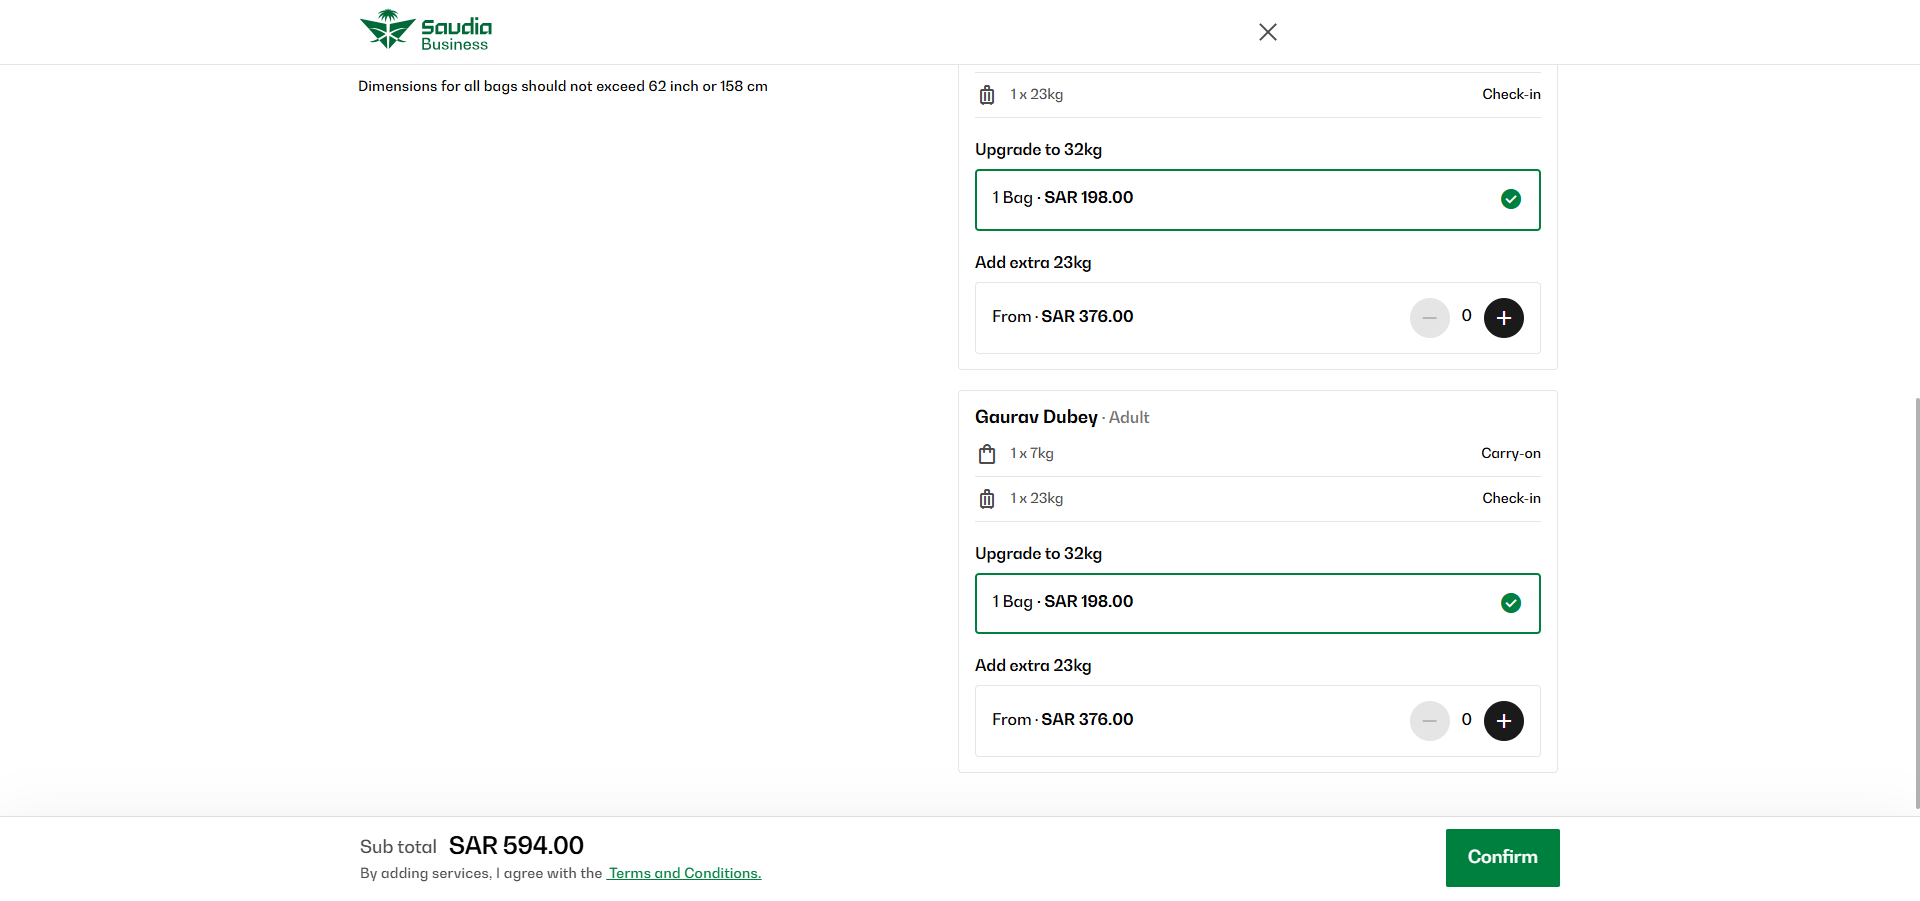 Saudia
Business
Dimensions for all bags should not exceed 62 inch or 158 cm
1 x 23kg
Check-in
Upgrade to 32kg
1 Bag · SAR 198.00
Add extra 23kg
From · SAR 376.00
0
Gaurav Dubey · Adult
1 x 7kg
Carry-on
1 x 23kg
Check-in
Upgrade to 32kg
1 Bag · SAR 198.00
Add extra 23kg
From · SAR 376.00
0
Sub total SAR 594.00
By adding services, I agree with the Terms and Conditions.
Confirm